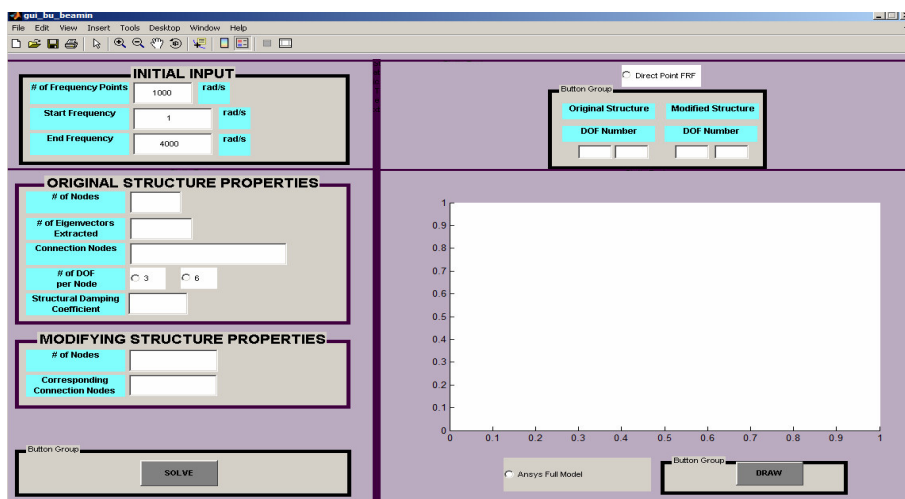 gui_bu_beamin
File Edit View Insert Tools Desktop Window Help
INITIAL INPUT
# of Frequency Points 1000 rad/s
Start Frequency 1 rad/s
End Frequency 4000 rad/s
ORIGINAL STRUCTURE PROPERTIES
# of Nodes
# of Eigenvectors
Extracted
Connection Nodes
# of DOF
per Node
3 6
Structural Damping
Coefficient
MODIFYING STRUCTURE PROPERTIES
# of Nodes
Corresponding
Connection Nodes
Button Group
SOLVE
Direct Point FRF
Button Group
Original Structure Modified Structure
DOF Number DOF Number
1
0.9
0.8
0.7
0.6
0.5
0.4
0.3
0.2
0.1
0
0 0.1 0.2 0.3 0.4 0.5 0.6 0.7 0.8 0.9 1
Ansys Full Model
Button Group
DRAW